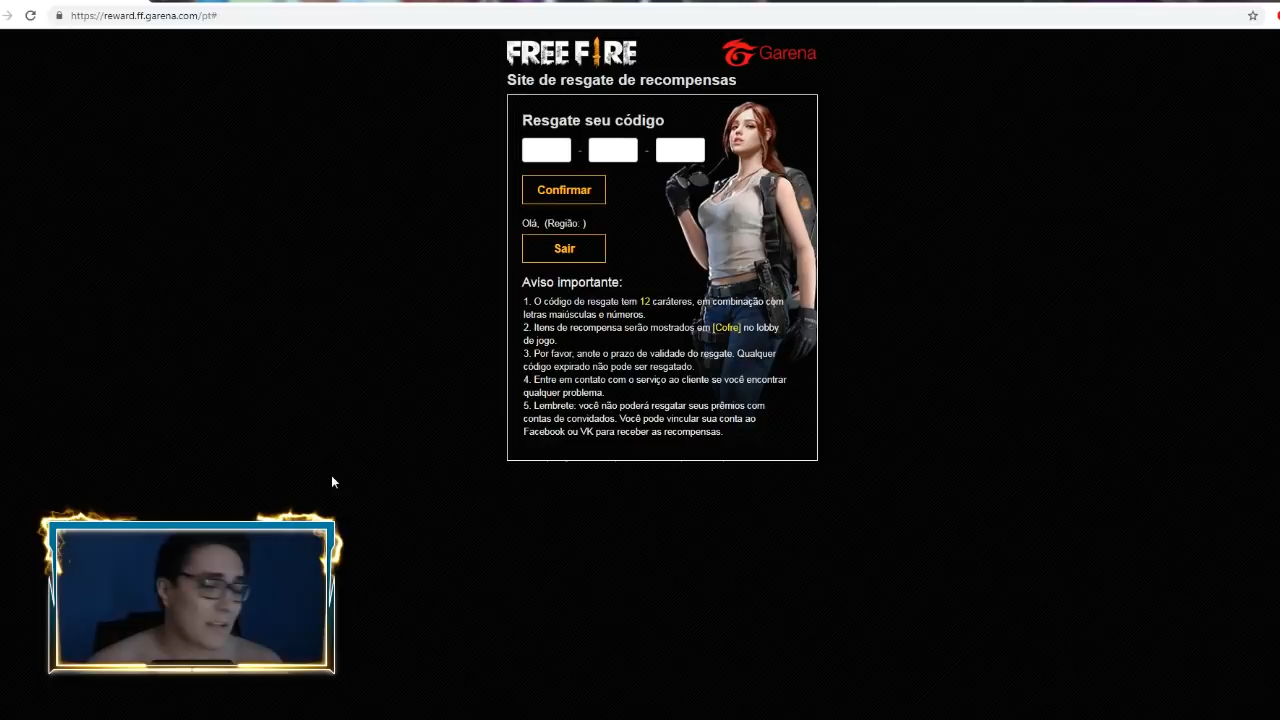 https://reward.ff.garena.com/pt#
FREE FIRE
Garena
Site de resgate de recompensas
Resgate seu código
- -
Confirmar
Olá, (Região: )
Sair
Aviso importante:
1. O código de resgate tem 12 caráteres, em combinação com
letras maiúsculas e números.
2. Itens de recompensa serão mostrados em [Cofre] no lobby
de jogo.
3. Por favor, anote o prazo de validade do resgate. Qualquer
código expirado não pode ser resgatado.
4. Entre em contato com o serviço ao cliente se você encontrar
qualquer problema.
5. Lembrete: você não poderá resgatar seus prêmios com
contas de convidados. Você pode vincular sua conta ao
Facebook ou VK para receber as recompensas.